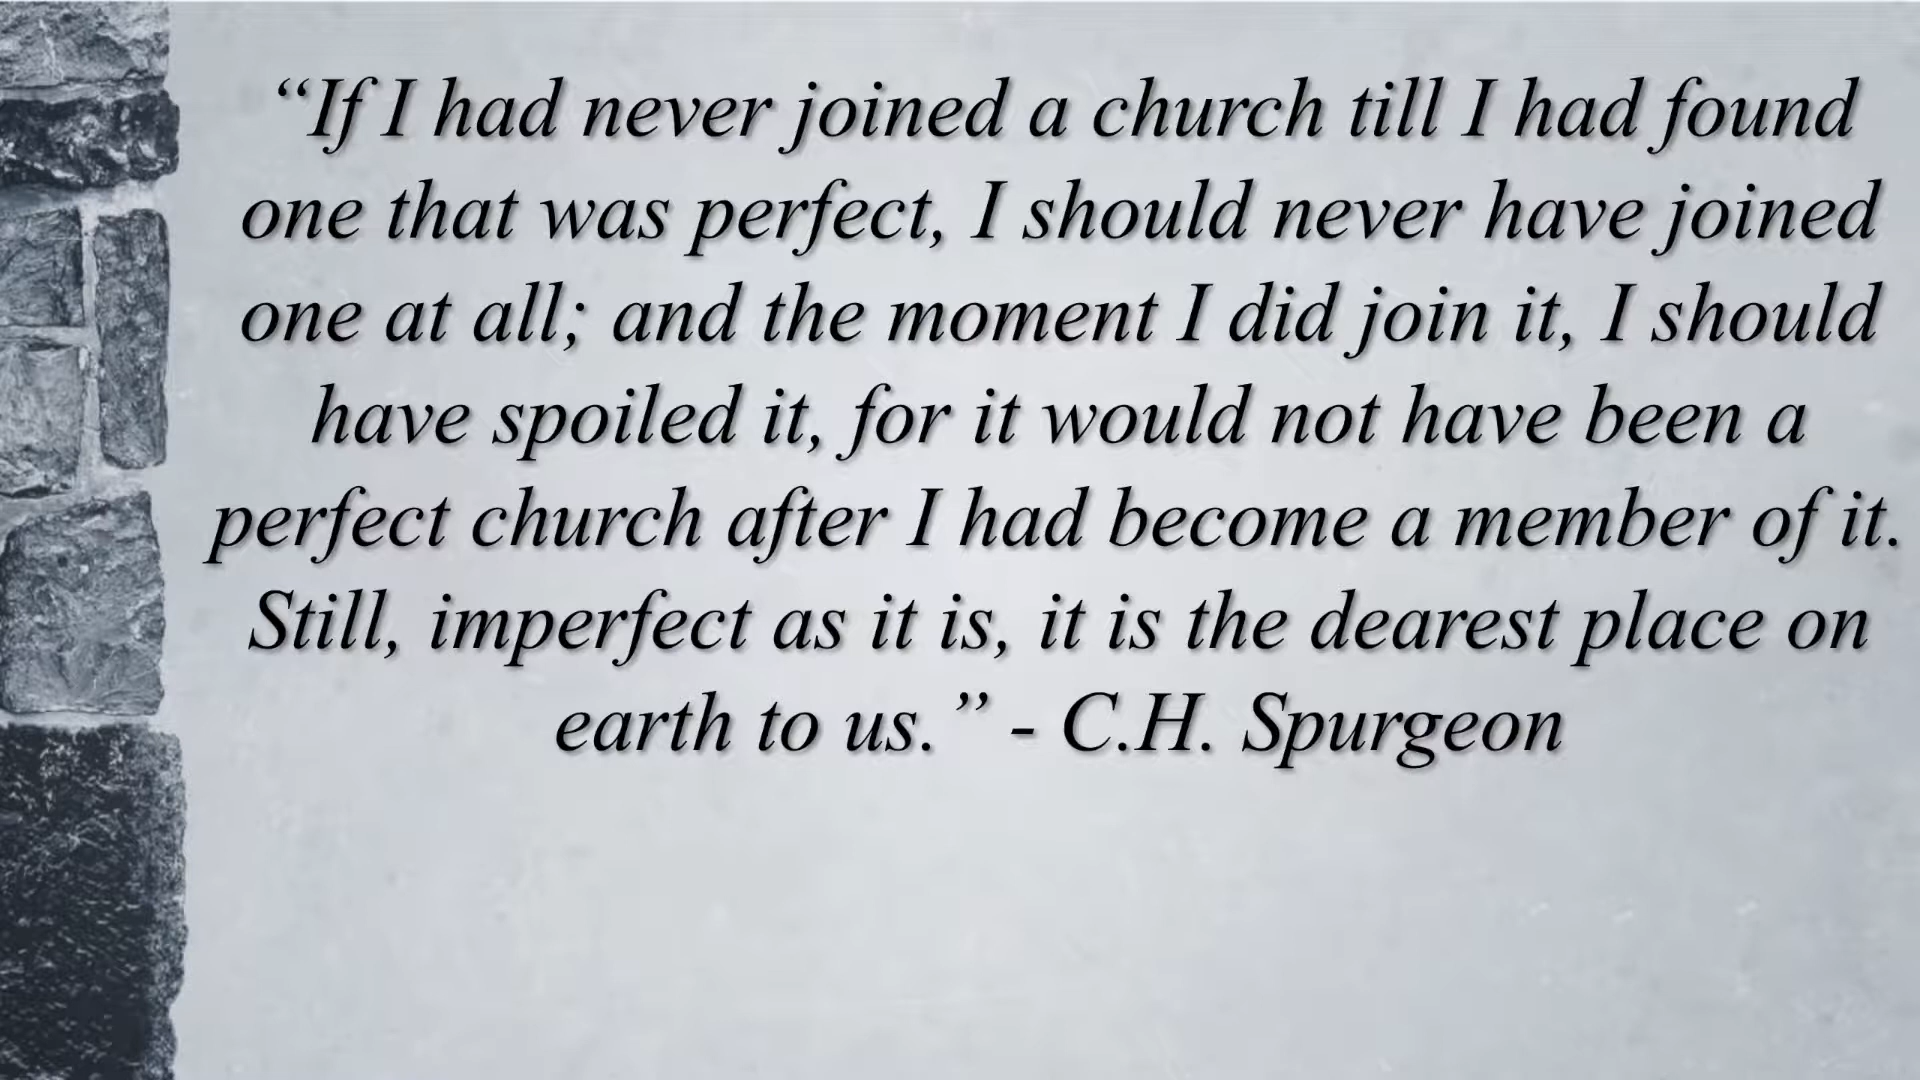 “If I had never joined a church till I had found
one that was perfect, I should never have joined
one at all; and the moment I did join it, I should
have spoiled it, for it would not have been a
perfect church after I had become a member of it.
Still, imperfect as it is, it is the dearest place on
earth to us.” - C.H. Spurgeon